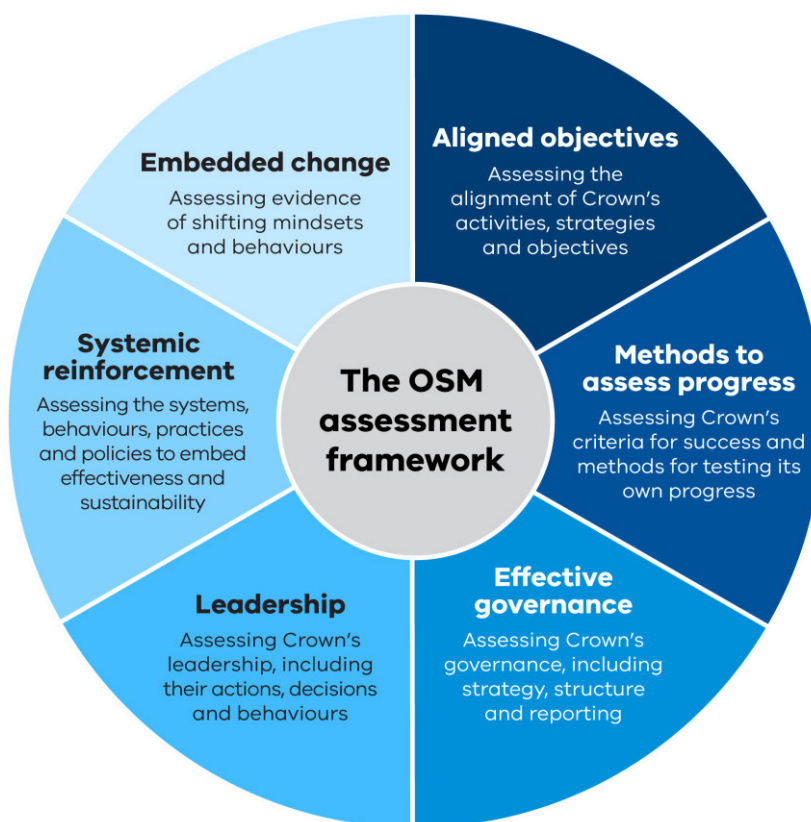 The OSM
assessment
framework
Aligned objectives
Assessing the
alignment of Crown's
activities, strategies
and objectives
Methods to
assess progress
Assessing Crown's
criteria for success and
methods for testing its
own progress
Effective
governance
Assessing Crown's
governance, including
strategy, structure
and reporting
Leadership
Assessing Crown's
leadership, including
their actions, decisions
and behaviours
Systemic
reinforcement
Assessing the systems,
behaviours, practices
and policies to embed
effectiveness and
sustainability
Embedded change
Assessing evidence
of shifting mindsets
and behaviours